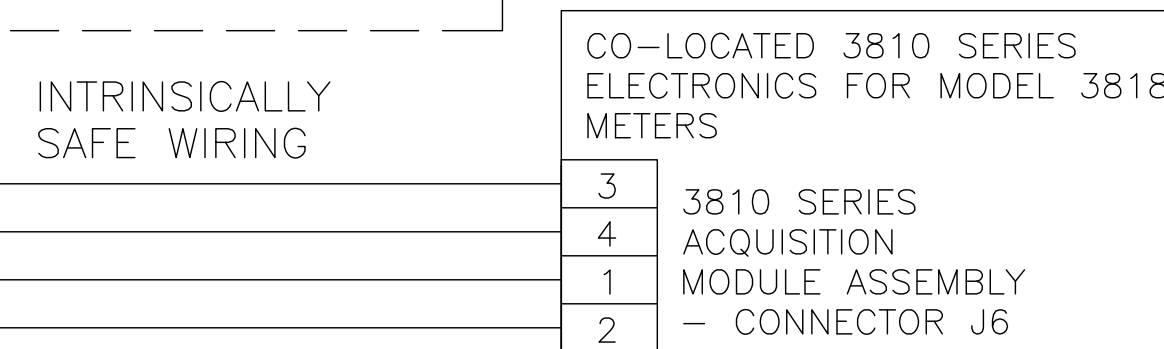 INTRINSICALLY
SAFE WIRING
CO-LOCATED 3810 SERIES
ELECTRONICS FOR MODEL 3818
METERS
3
4
1
2
3810 SERIES
ACQUISITION
MODULE ASSEMBLY
- CONNECTOR J6